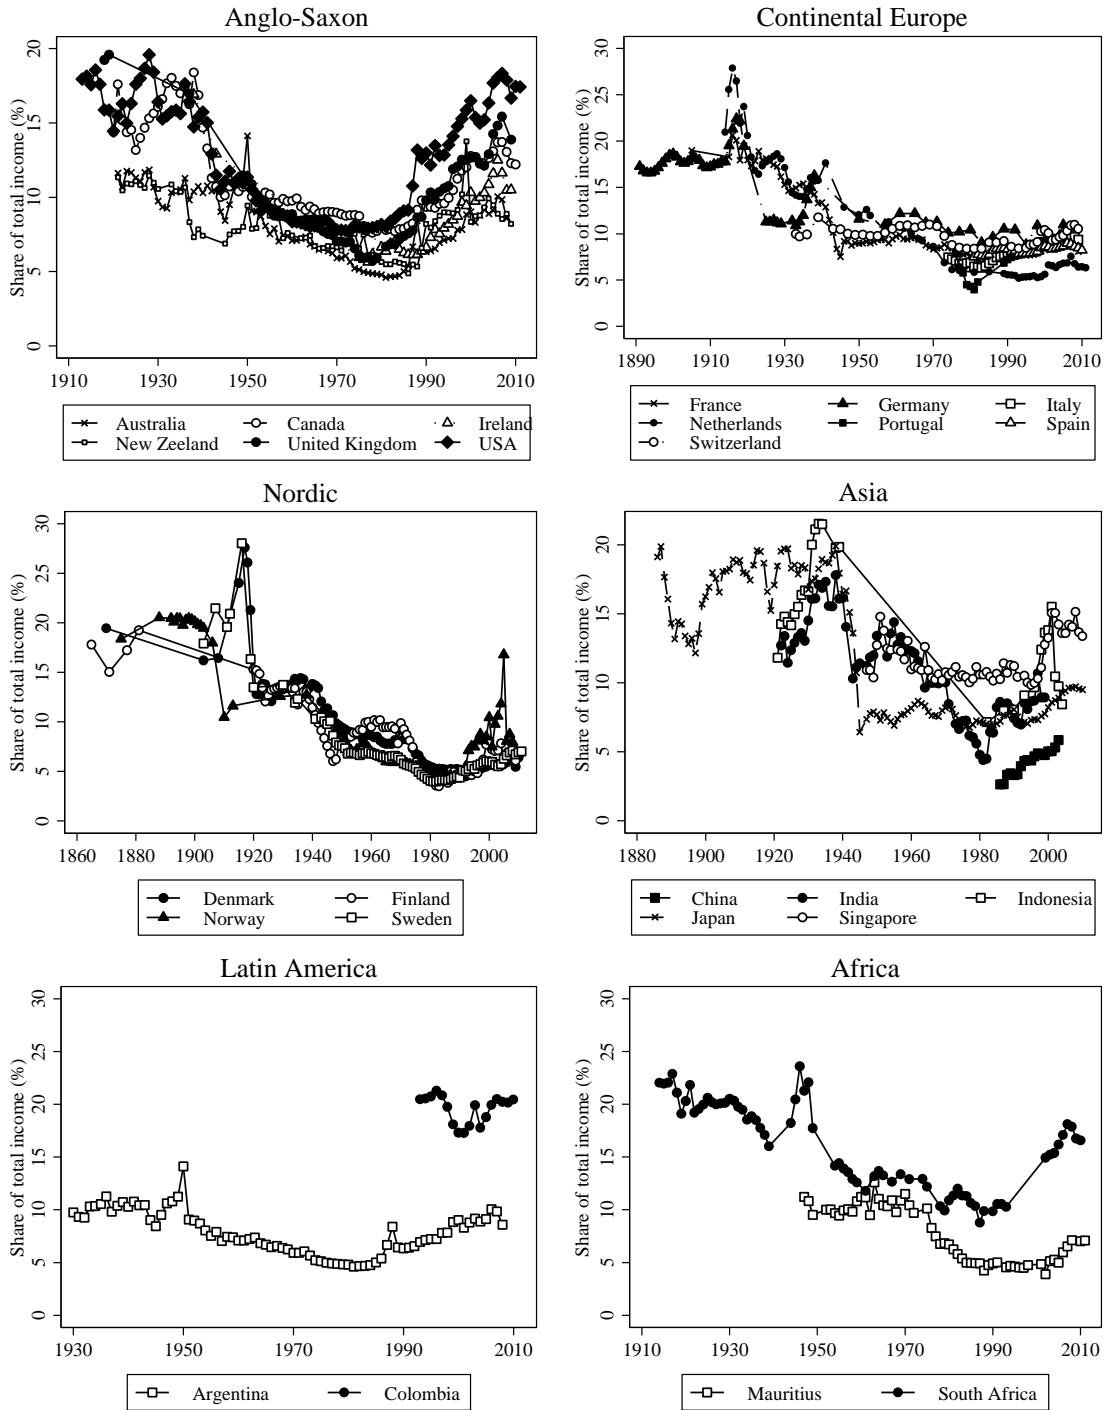 Anglo-Saxon
Share of total income (%)
0 5 10 15 20
1910 1930 1950 1970 1990 2010
Australia Canada Ireland
New Zeeland United Kingdom USA
Continental Europe
Share of total income (%)
0 5 10 15 20 25 30
1890 1910 1930 1950 1970 1990 2010
France Germany Italy
Netherlands Portugal Spain
Switzerland
Nordic
Share of total income (%)
0 5 10 15 20 25 30
1860 1880 1900 1920 1940 1960 1980 2000
Denmark Finland
Norway Sweden
Asia
Share of total income (%)
0 5 10 15 20
1880 1900 1920 1940 1960 1980 2000
China India Indonesia
Japan Singapore
Latin America
Share of total income (%)
0 5 10 15 20 25 30
1930 1950 1970 1990 2010
Argentina Colombia
Africa
Share of total income (%)
0 5 10 15 20 25 30
1910 1930 1950 1970 1990 2010
Mauritius South Africa